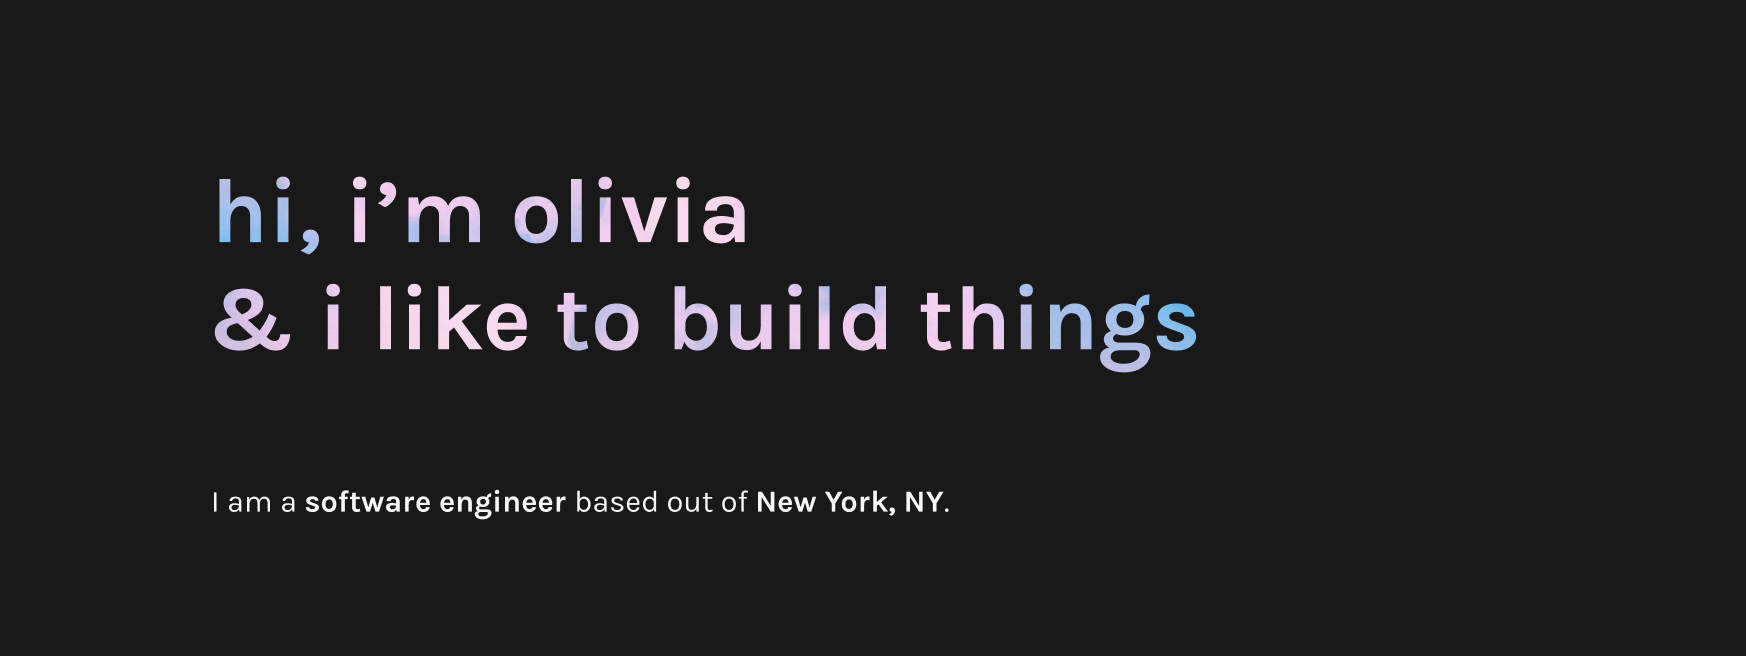 hi, i’m olivia
& i like to build things
I am a software engineer based out of New York, NY.